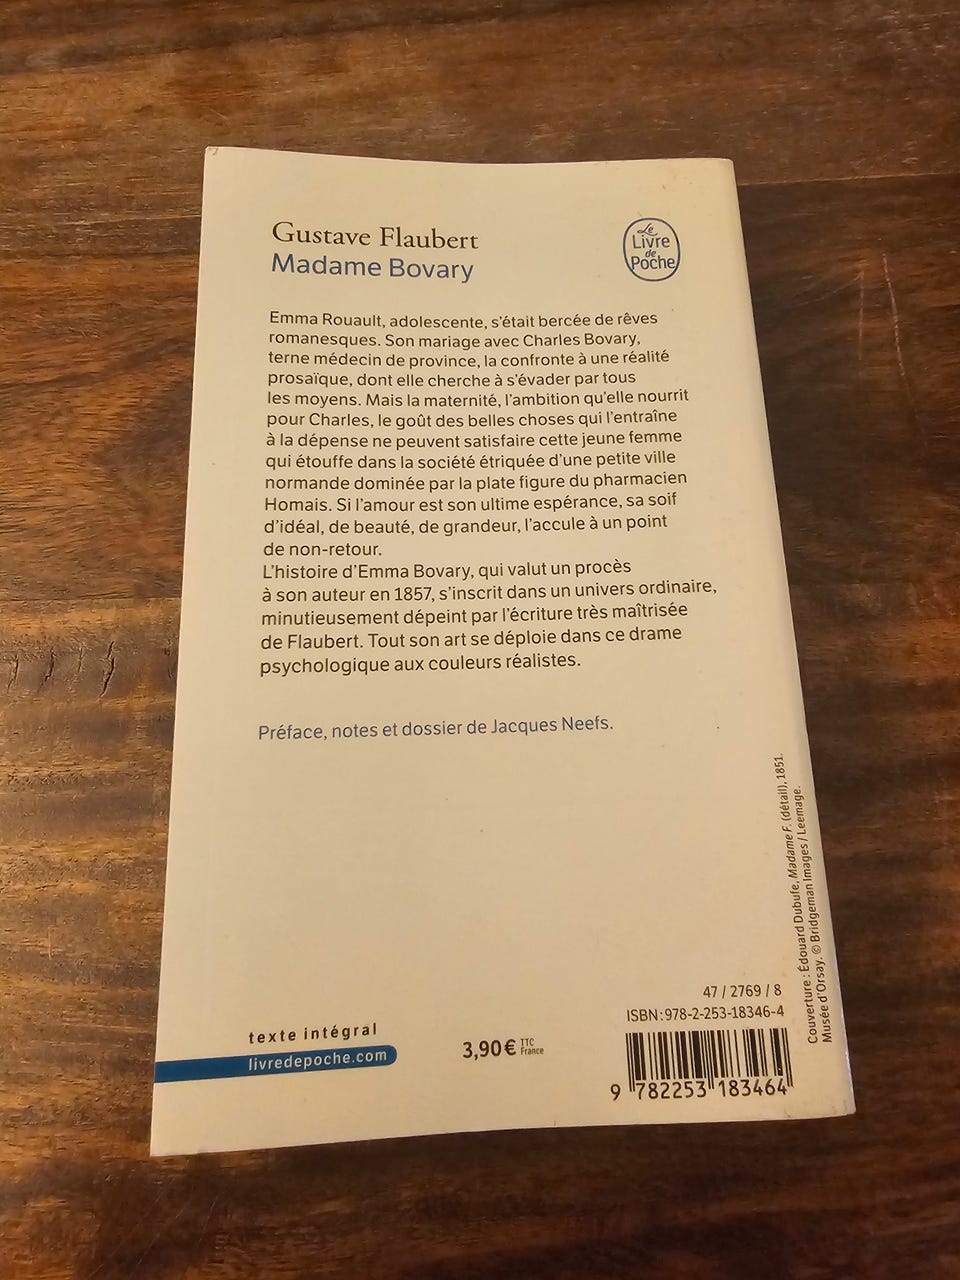 Gustave Flaubert
Madame Bovary
Le
Livre
de
Poche
Emma Rouault, adolescente, s'était bercée de rêves
romanesques. Son mariage avec Charles Bovary,
terne médecin de province, la confronte à une réalité
prosaïque, dont elle cherche à s'évader par tous
les moyens. Mais la maternité, l'ambition qu'elle nourrit
pour Charles, le goût des belles choses qui l'entraîne
à la dépense ne peuvent satisfaire cette jeune femme
qui étouffe dans la société étriquée d'une petite ville
normande dominée par la plate figure du pharmacien
Homais. Si l'amour est son ultime espérance, sa soif
d'idéal, de beauté, de grandeur, l'accule à un point
de non-retour.
L'histoire d'Emma Bovary, qui valut un procès
à son auteur en 1857, s'inscrit dans un univers ordinaire,
minutieusement dépeint par l'écriture très maîtrisée
de Flaubert. Tout son art se déploie dans ce drame
psychologique aux couleurs réalistes.
Préface, notes et dossier de Jacques Neefs.
Couverture : Édouard Dubufe, Madame F. (détail), 1851.
Musée d'Orsay. © Bridgeman Images / Leemage.
texte intégral
livredepoche.com
3,90 € TTC
France
47 / 2769 / 8
ISBN : 978-2-253-18346-4
9 782253 183464